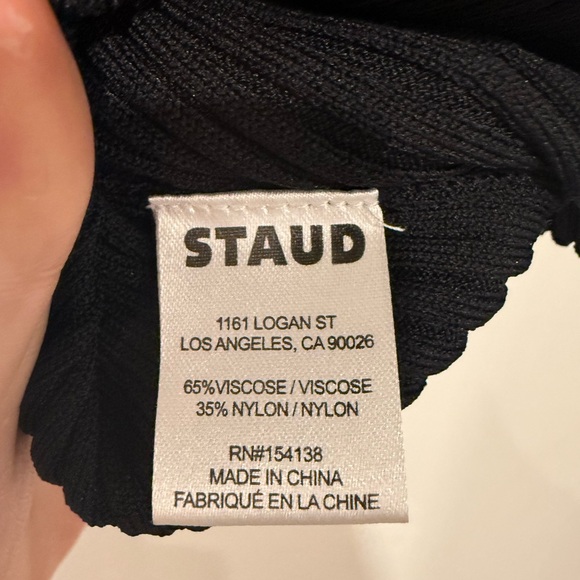 STAUD
1161 LOGAN ST
LOS ANGELES, CA 90026
65%VISCOSE / VISCOSE
35% NYLON / NYLON
RN#154138
MADE IN CHINA
FABRIQUÉ EN LA CHINE